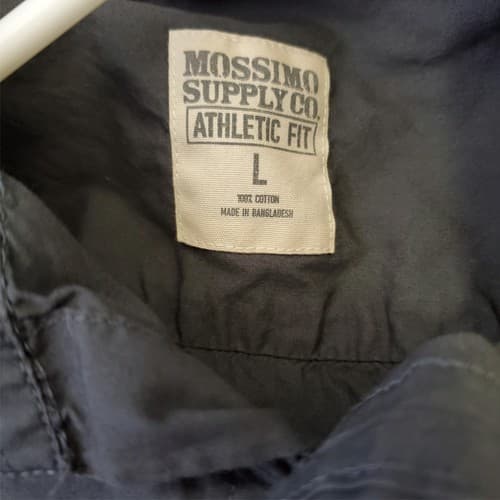 MOSSIMO
SUPPLY CO.
ATHLETIC FIT
L
100% COTTON
MADE IN BANGLADESH